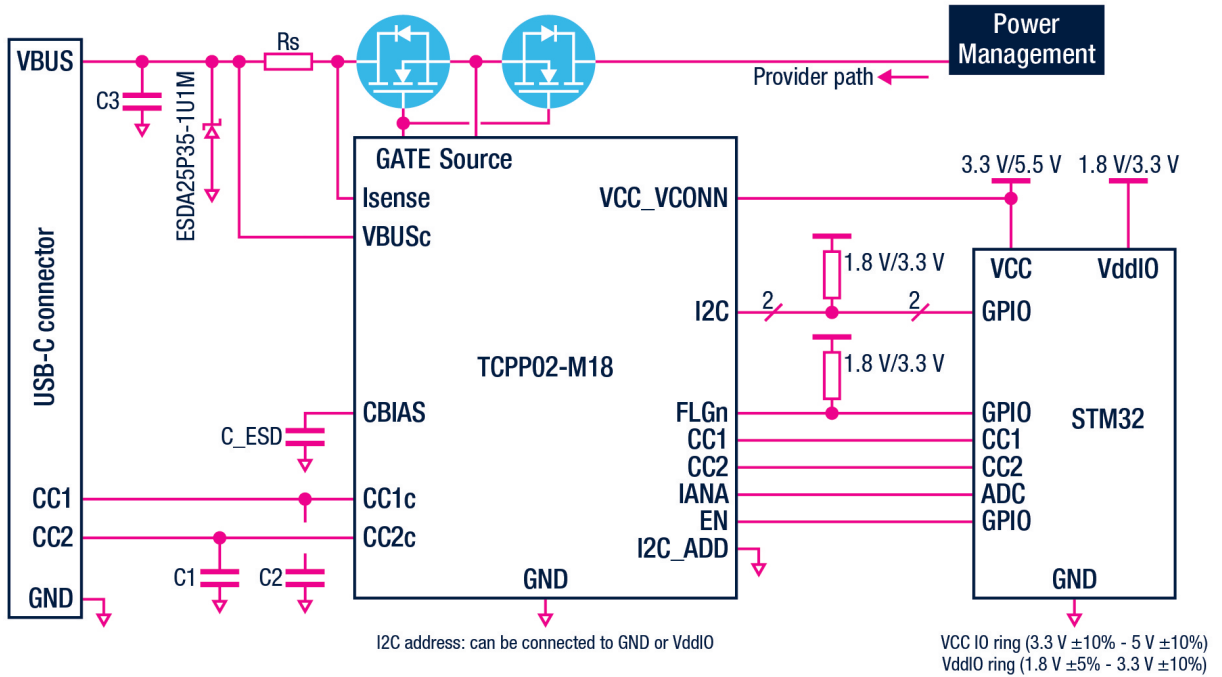 Power
Management
Provider path
VBUS
Rs
C3
ESDA25P35-1U1M
GATE Source
Isense
VBUSc
VCC_VCONN
3.3 V/5.5 V
1.8 V/3.3 V
1.8 V/3.3 V
VCC
VddIO
I2C
2
2
GPIO
USB-C connector
TCPP02-M18
1.8 V/3.3 V
CBIAS
C_ESD
FLGn
GPIO
STM32
CC1
CC1
CC2
CC2
IANA
ADC
EN
GPIO
I2C_ADD
CC1
CC1c
CC2
CC2c
C1
C2
GND
GND
GND
I2C address: can be connected to GND or VddIO
VCC IO ring (3.3 V ±10% - 5 V ±10%)
VddIO ring (1.8 V ±5% - 3.3 V ±10%)